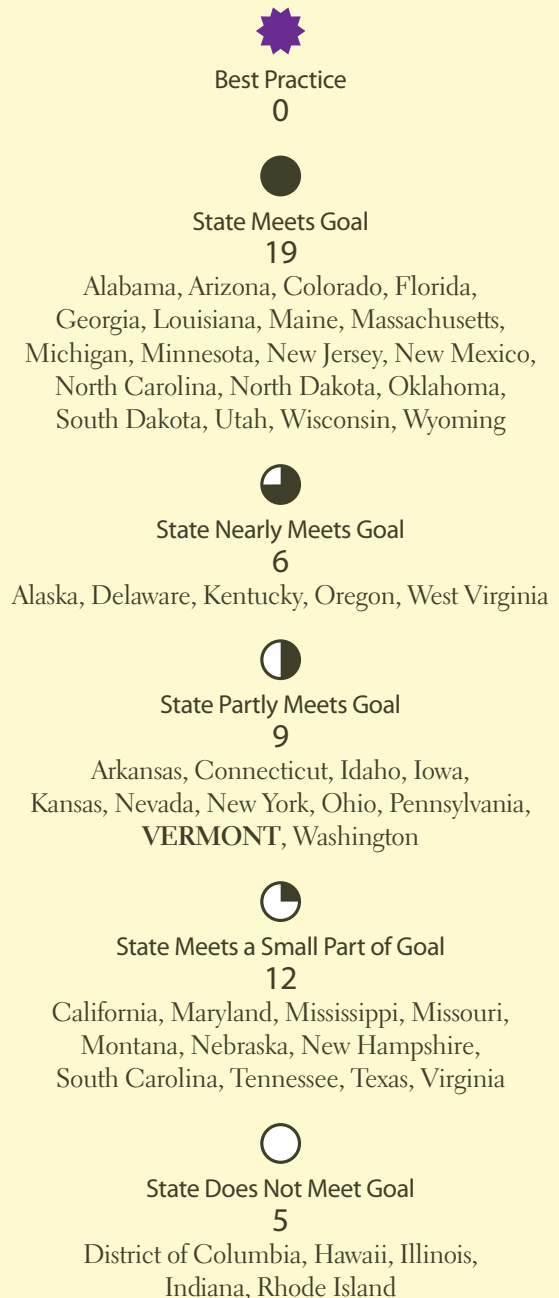 Best Practice
0
State Meets Goal
19
Alabama, Arizona, Colorado, Florida,
Georgia, Louisiana, Maine, Massachusetts,
Michigan, Minnesota, New Jersey, New Mexico,
North Carolina, North Dakota, Oklahoma,
South Dakota, Utah, Wisconsin, Wyoming
State Nearly Meets Goal
6
Alaska, Delaware, Kentucky, Oregon, West Virginia
State Partly Meets Goal
9
Arkansas, Connecticut, Idaho, Iowa,
Kansas, Nevada, New York, Ohio, Pennsylvania,
VERMONT, Washington
State Meets a Small Part of Goal
12
California, Maryland, Mississippi, Missouri,
Montana, Nebraska, New Hampshire,
South Carolina, Tennessee, Texas, Virginia
State Does Not Meet Goal
5
District of Columbia, Hawaii, Illinois,
Indiana, Rhode Island